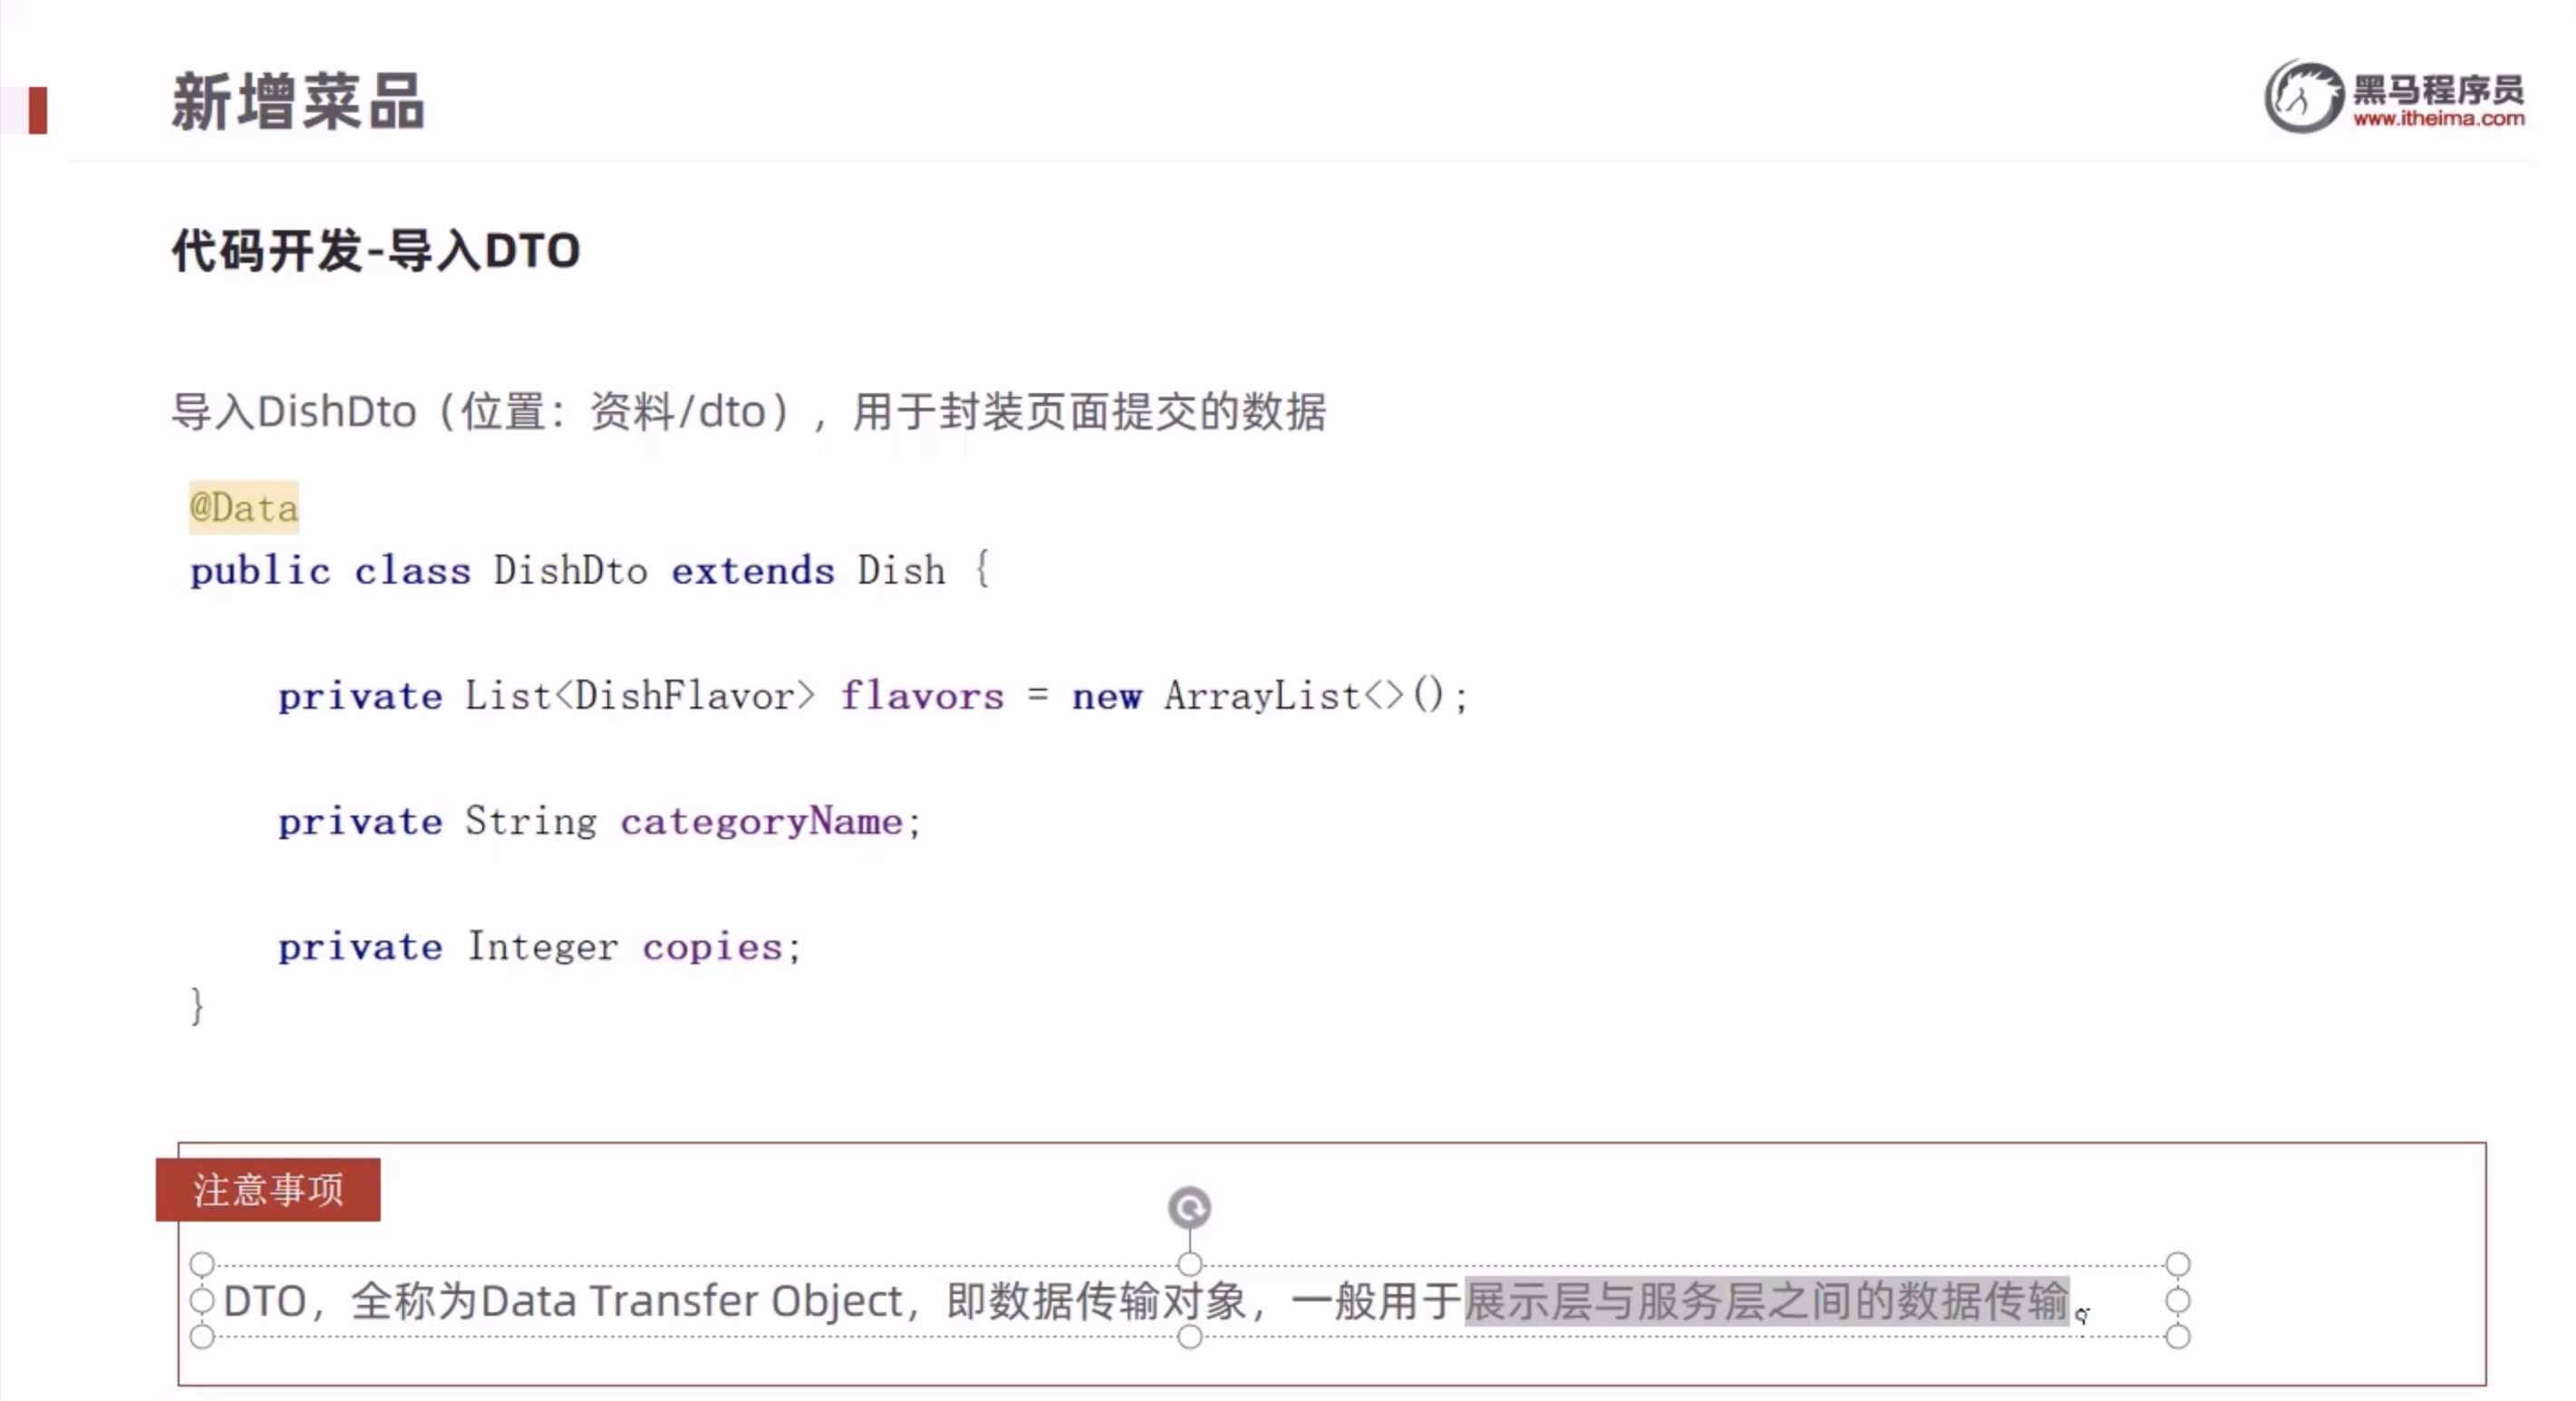 新增菜品
黑马程序员
www.itheima.com
代码开发-导入DTO
导入DishDto（位置：资料/dto），用于封装页面提交的数据
@Data
public class DishDto extends Dish {
    private List<DishFlavor> flavors = new ArrayList<>();
    private String categoryName;
    private Integer copies;
}
注意事项
DTO，全称为Data Transfer Object，即数据传输对象，一般用于展示层与服务层之间的数据传输。